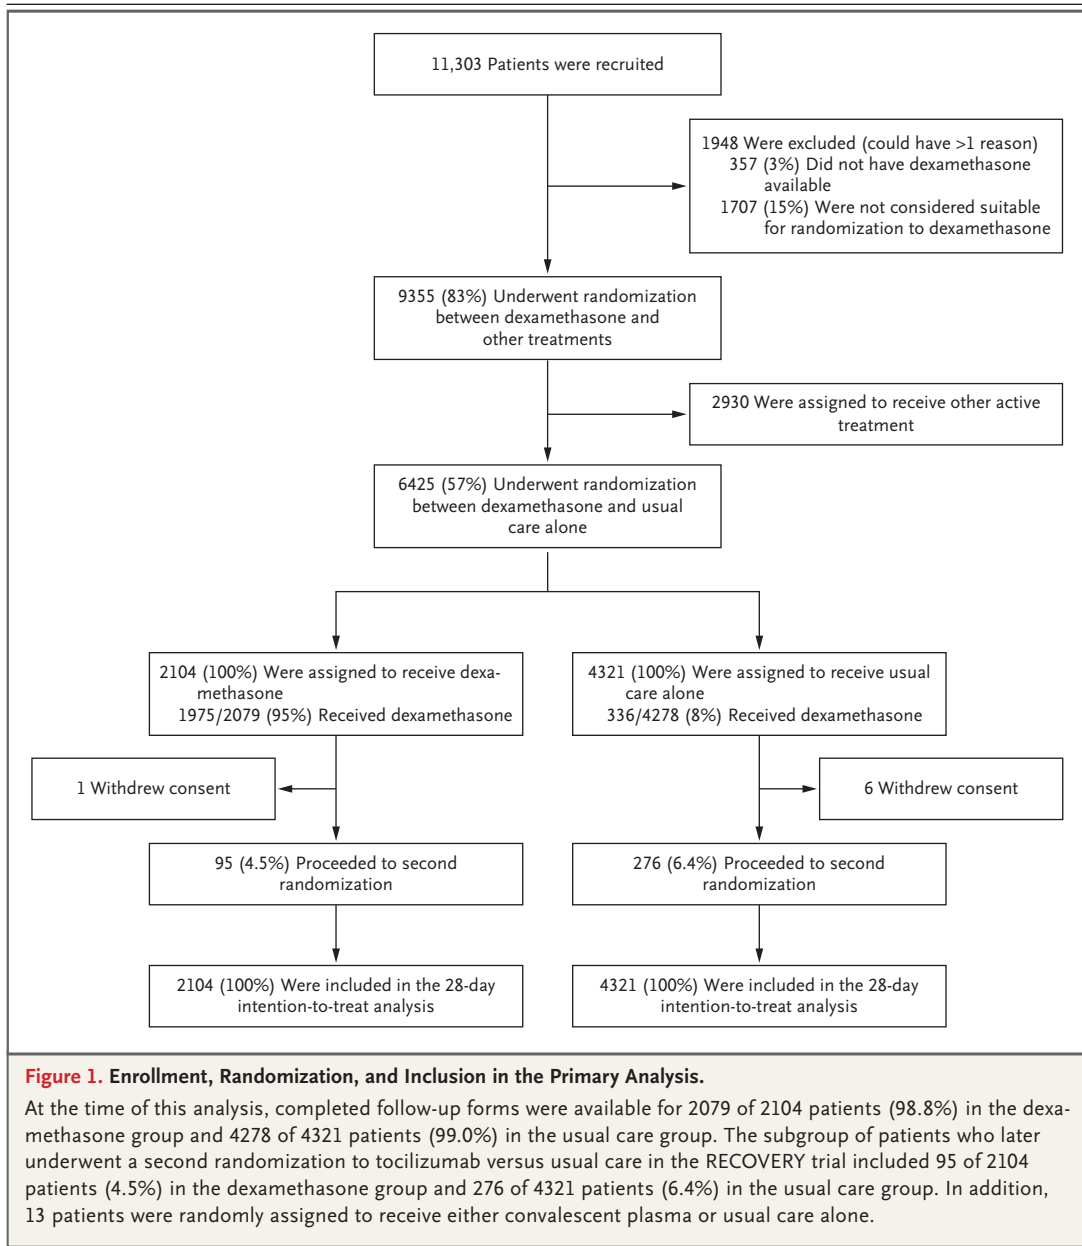 11,303 Patients were recruited
1948 Were excluded (could have >1 reason)
357 (3%) Did not have dexamethasone
available
1707 (15%) Were not considered suitable
for randomization to dexamethasone
9355 (83%) Underwent randomization
between dexamethasone and
other treatments
2930 Were assigned to receive other active
treatment
6425 (57%) Underwent randomization
between dexamethasone and usual
care alone
2104 (100%) Were assigned to receive dexa-
methasone
1975/2079 (95%) Received dexamethasone
4321 (100%) Were assigned to receive usual
care alone
336/4278 (8%) Received dexamethasone
1 Withdrew consent
6 Withdrew consent
95 (4.5%) Proceeded to second
randomization
276 (6.4%) Proceeded to second
randomization
2104 (100%) Were included in the 28-day
intention-to-treat analysis
4321 (100%) Were included in the 28-day
intention-to-treat analysis
Figure 1. Enrollment, Randomization, and Inclusion in the Primary Analysis.
At the time of this analysis, completed follow-up forms were available for 2079 of 2104 patients (98.8%) in the dexa-
methasone group and 4278 of 4321 patients (99.0%) in the usual care group. The subgroup of patients who later
underwent a second randomization to tocilizumab versus usual care in the RECOVERY trial included 95 of 2104
patients (4.5%) in the dexamethasone group and 276 of 4321 patients (6.4%) in the usual care group. In addition,
13 patients were randomly assigned to receive either convalescent plasma or usual care alone.